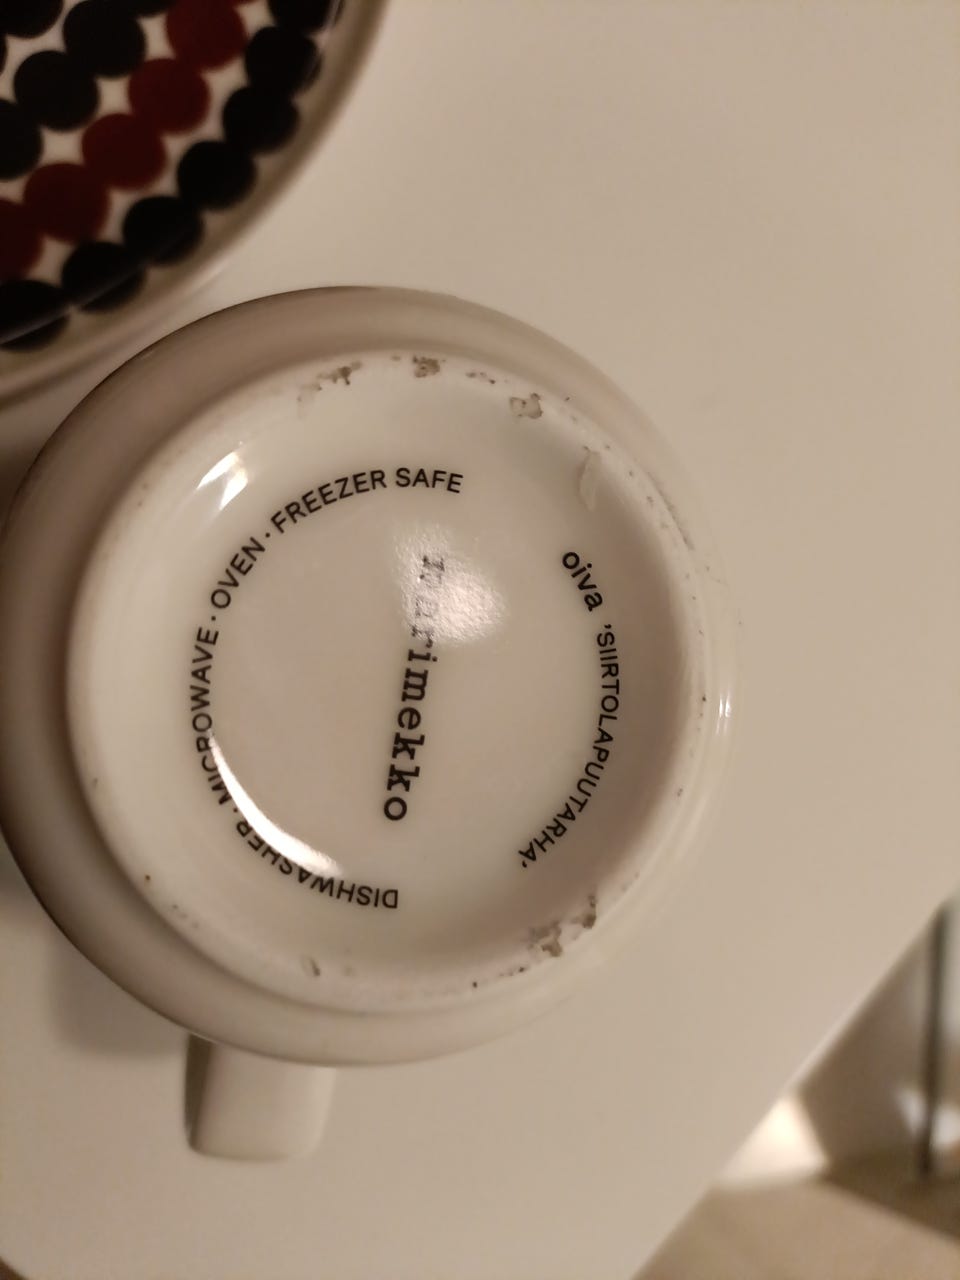 marimekko
oiva 'SIIRTOLAPUUTARHA'
DISHWASHER · MICROWAVE · OVEN · FREEZER SAFE